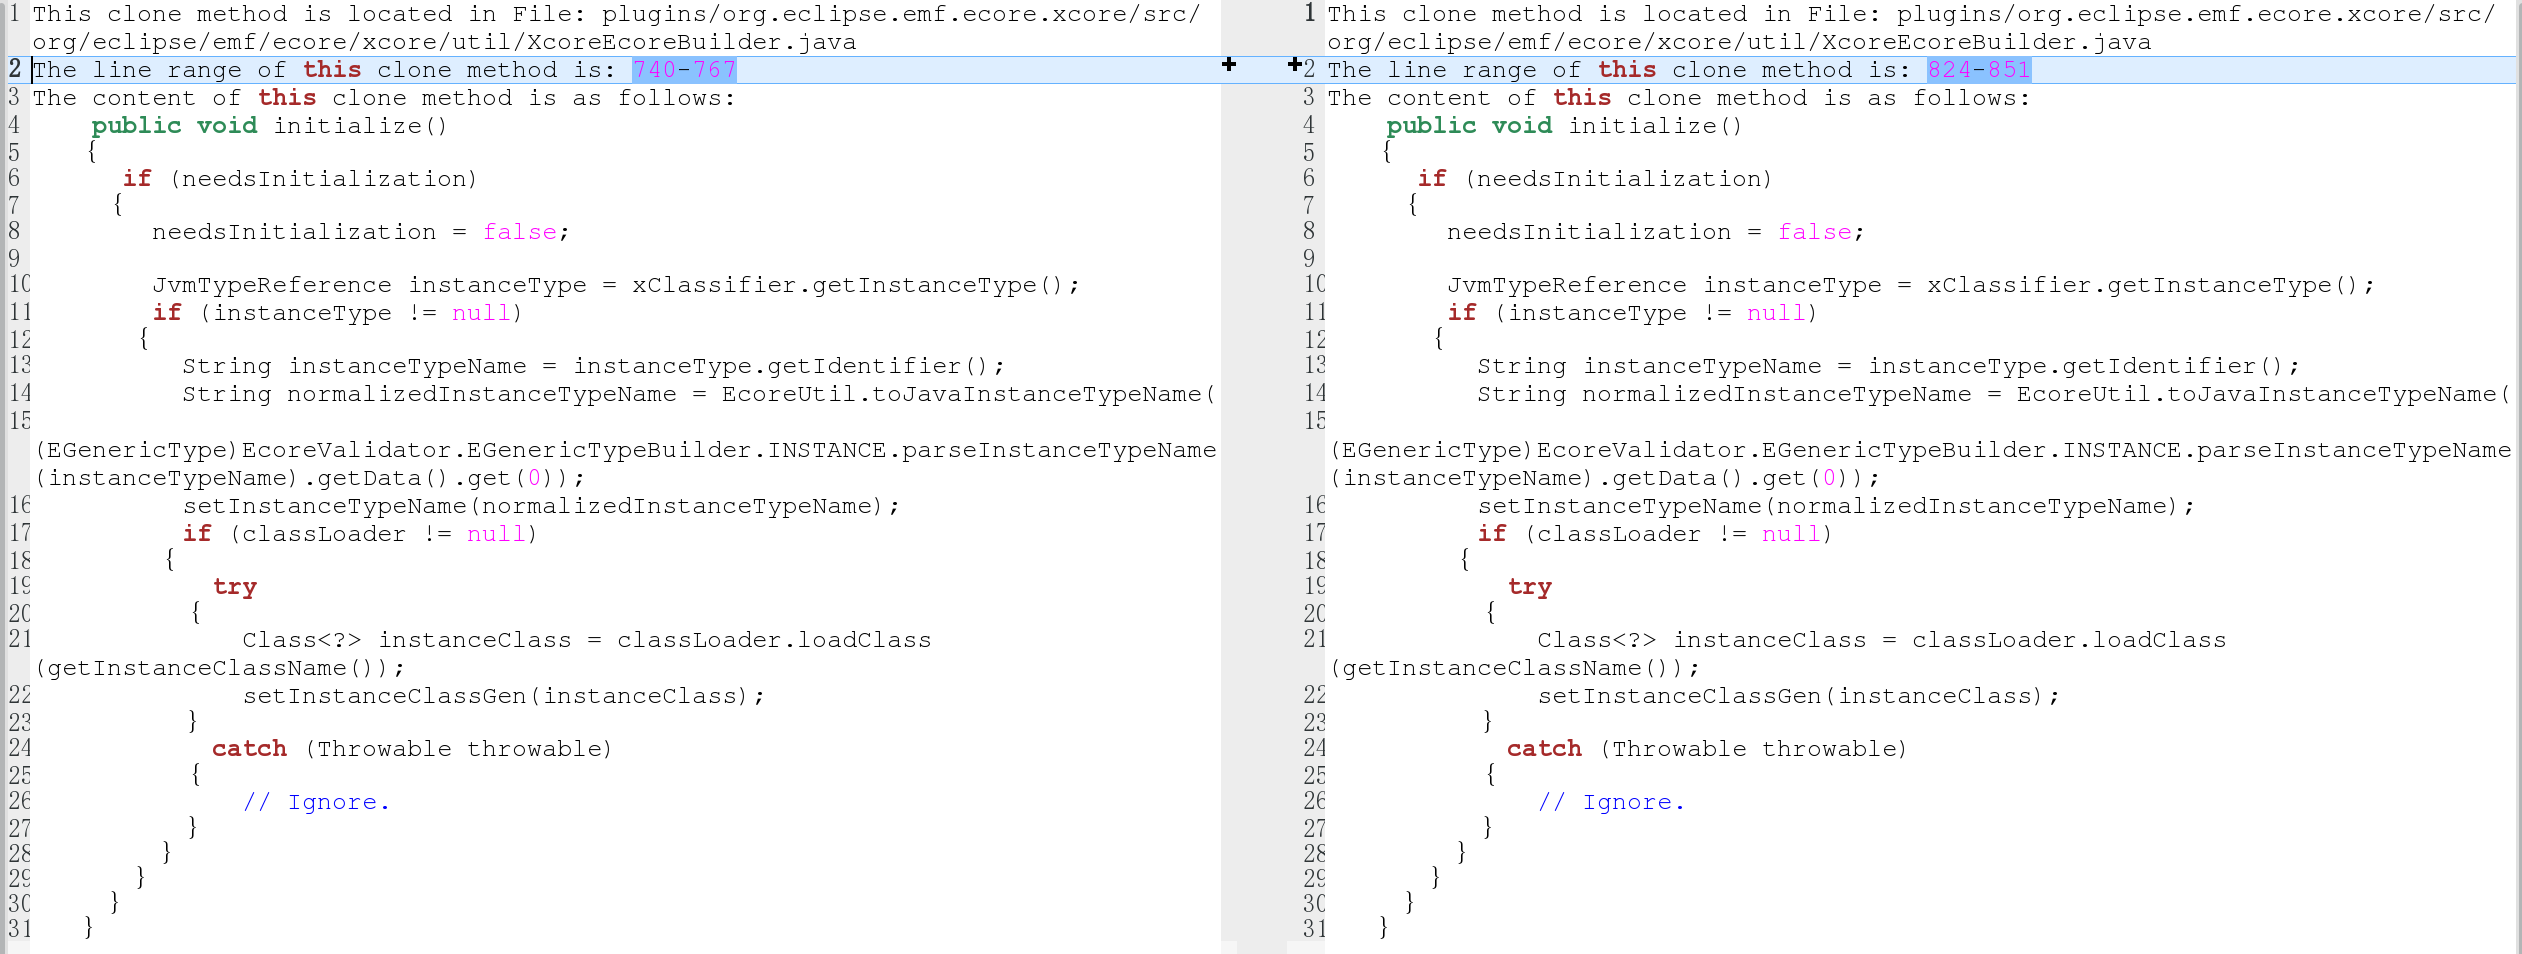 1 This clone method is located in File: plugins/org.eclipse.emf.ecore.xcore/src/
org/eclipse/emf/ecore/xcore/util/XcoreEcoreBuilder.java
2 The line range of this clone method is: 740-767
3 The content of this clone method is as follows:
4 public void initialize()
5 {
6 if (needsInitialization)
7 {
8 needsInitialization = false;
9
10 JvmTypeReference instanceType = xClassifier.getInstanceType();
11 if (instanceType != null)
12 {
13 String instanceTypeName = instanceType.getIdentifier();
14 String normalizedInstanceTypeName = EcoreUtil.toJavaInstanceTypeName(
15
(EGenericType)EcoreValidator.EGenericTypeBuilder.INSTANCE.parseInstanceTypeName
(instanceTypeName).getData().get(0));
16 setInstanceTypeName(normalizedInstanceTypeName);
17 if (classLoader != null)
18 {
19 try
20 {
21 Class<?> instanceClass = classLoader.loadClass
(getInstanceClassName());
22 setInstanceClassGen(instanceClass);
23 }
24 catch (Throwable throwable)
25 {
26 // Ignore.
27 }
28 }
29 }
30 }
31 }
1 This clone method is located in File: plugins/org.eclipse.emf.ecore.xcore/src/
org/eclipse/emf/ecore/xcore/util/XcoreEcoreBuilder.java
2 The line range of this clone method is: 824-851
3 The content of this clone method is as follows:
4 public void initialize()
5 {
6 if (needsInitialization)
7 {
8 needsInitialization = false;
9
10 JvmTypeReference instanceType = xClassifier.getInstanceType();
11 if (instanceType != null)
12 {
13 String instanceTypeName = instanceType.getIdentifier();
14 String normalizedInstanceTypeName = EcoreUtil.toJavaInstanceTypeName(
15
(EGenericType)EcoreValidator.EGenericTypeBuilder.INSTANCE.parseInstanceTypeName
(instanceTypeName).getData().get(0));
16 setInstanceTypeName(normalizedInstanceTypeName);
17 if (classLoader != null)
18 {
19 try
20 {
21 Class<?> instanceClass = classLoader.loadClass
(getInstanceClassName());
22 setInstanceClassGen(instanceClass);
23 }
24 catch (Throwable throwable)
25 {
26 // Ignore.
27 }
28 }
29 }
30 }
31 }